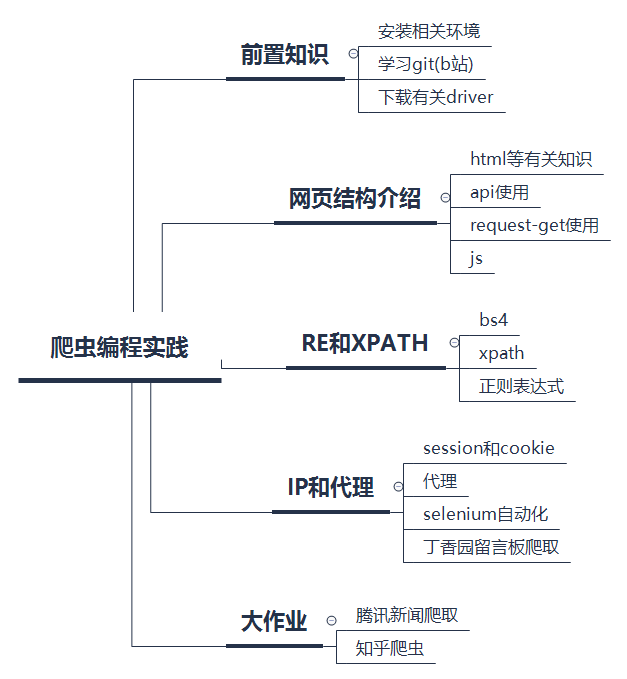 爬虫编程实践
前置知识
安装相关环境
学习git(b站)
下载有关driver
网页结构介绍
html等有关知识
api使用
request-get使用
js
RE和XPATH
bs4
xpath
正则表达式
IP和代理
session和cookie
代理
selenium自动化
丁香园留言板爬取
大作业
腾讯新闻爬取
知乎爬虫